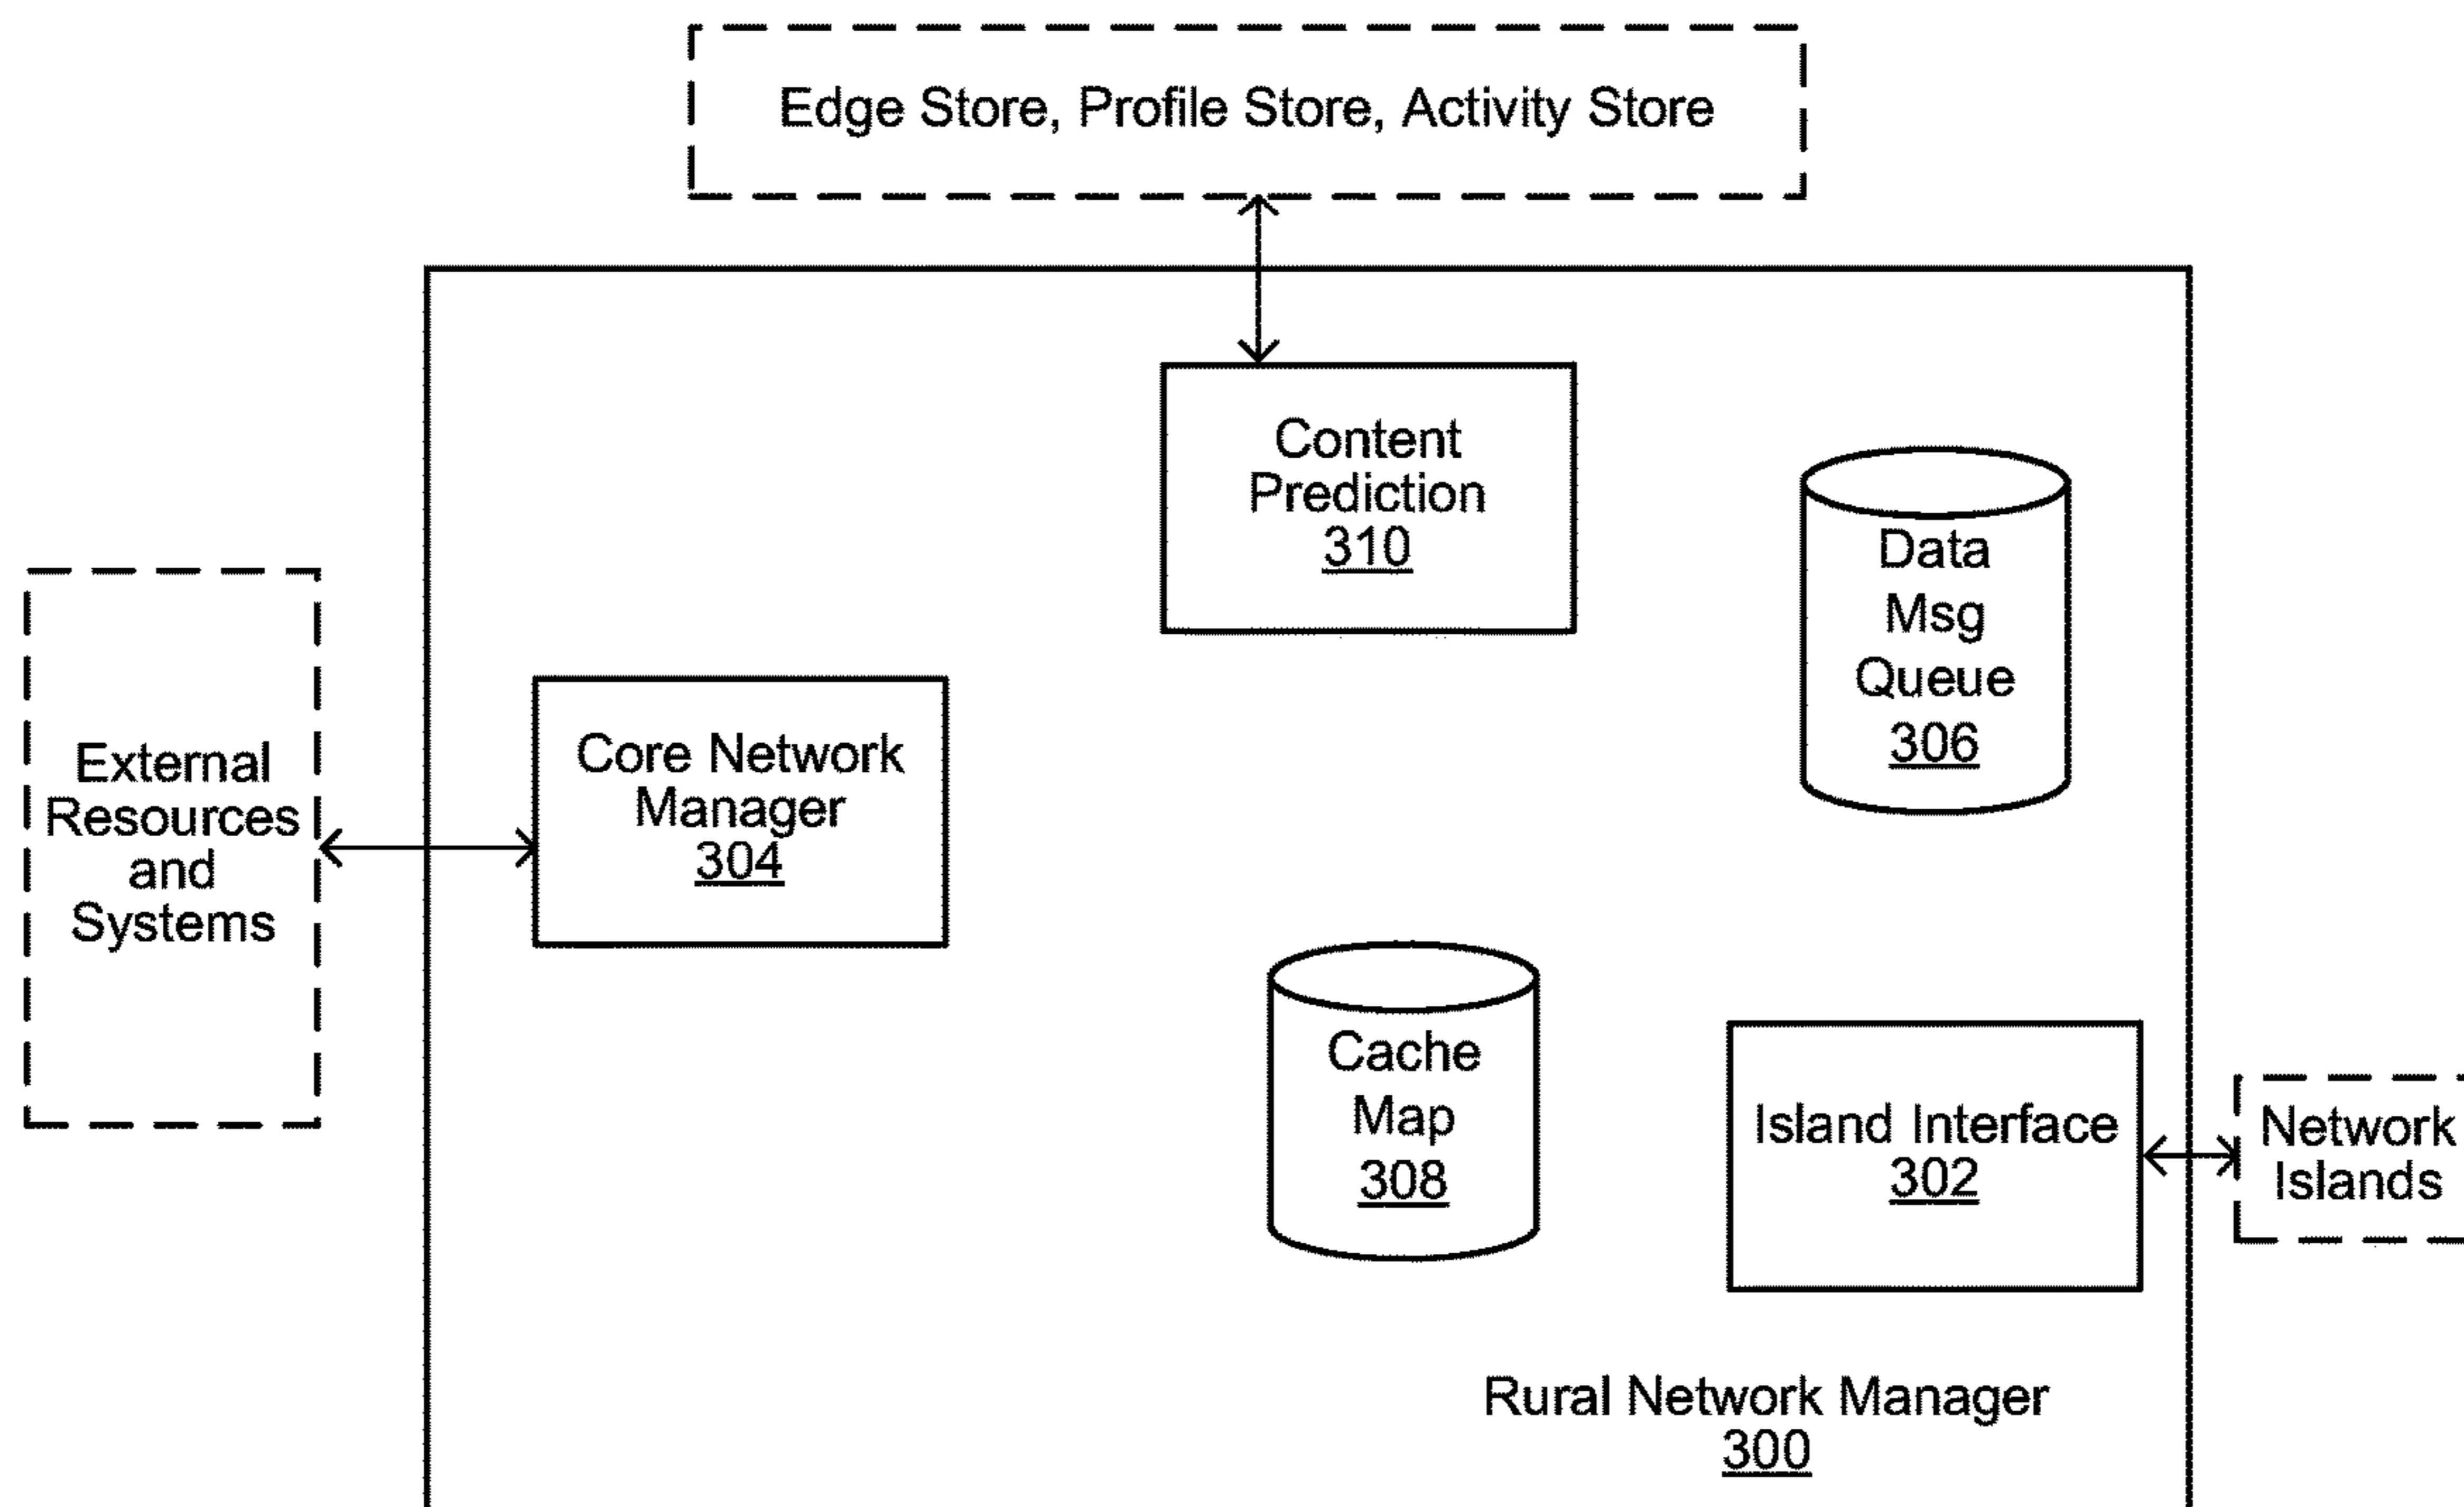 Edge Store, Profile Store, Activity Store
Content
Prediction
310
Data
Msg
Queue
306
External
Resources
and
Systems
Core Network
Manager
304
Cache
Map
308
Island Interface
302
Network
Islands
Rural Network Manager
300